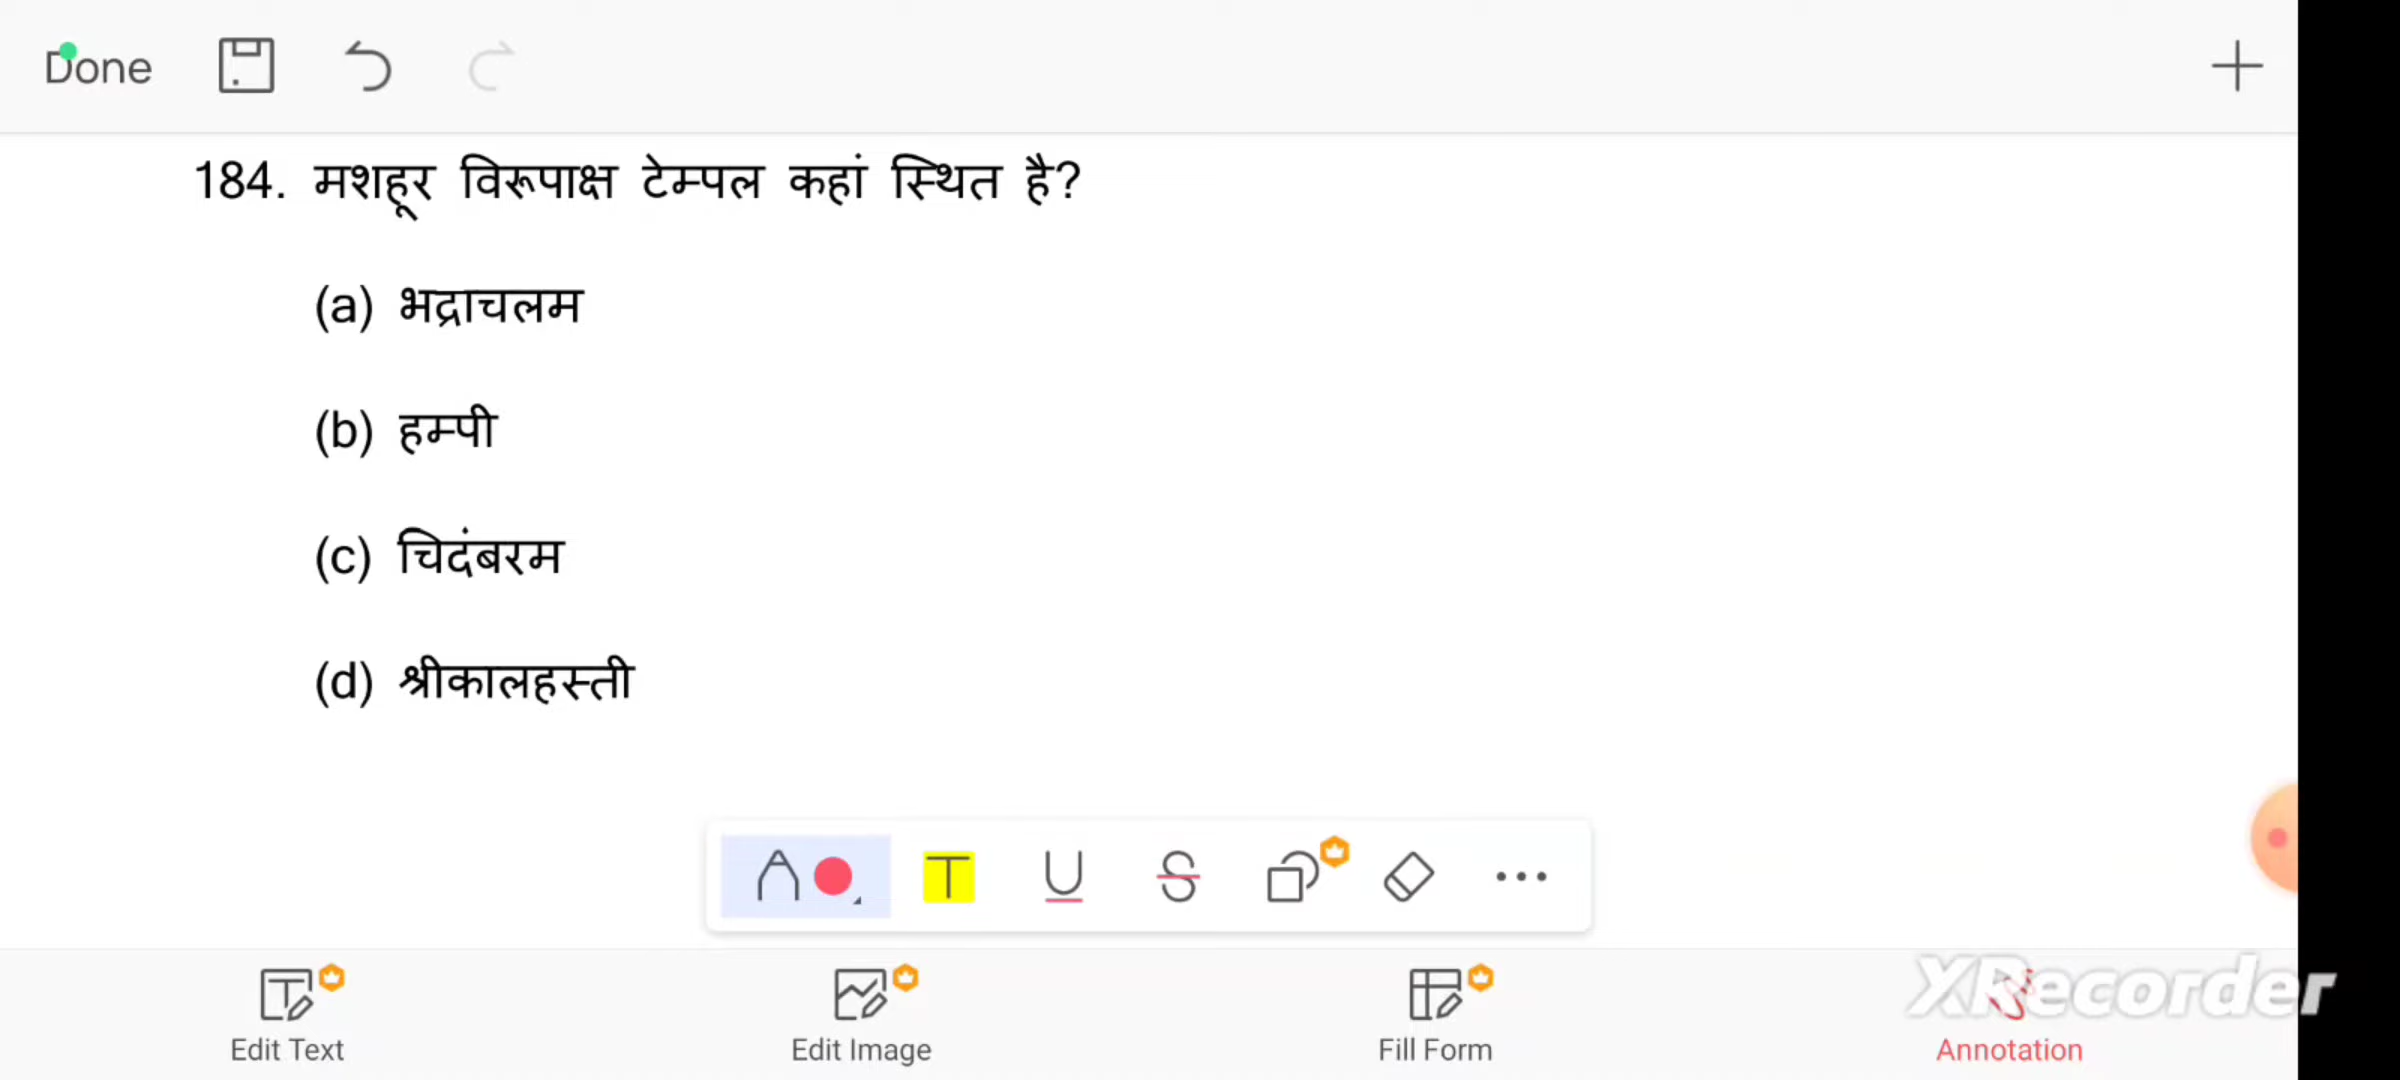 Done
184. मशहूर विरूपाक्ष टेम्पल कहां स्थित है?
(a) भद्राचलम
(b) हम्पी
(c) चिदंबरम
(d) श्रीकालहस्ती
T U S
XRecorder
Edit Text Edit Image Fill Form Annotation